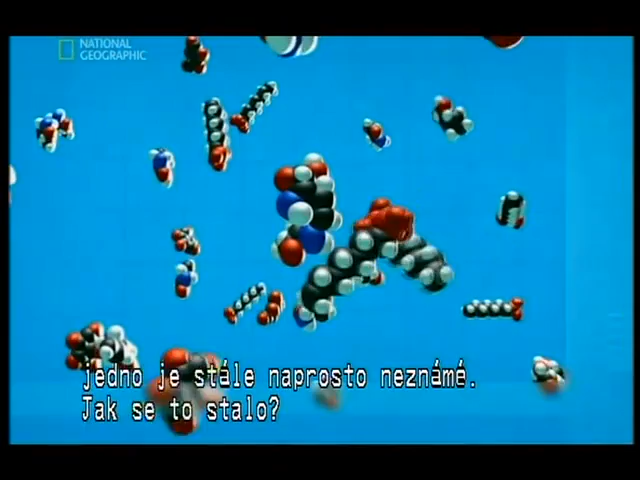 NATIONAL
GEOGRAPHIC
jedno je stále naprosto neznámé.
Jak se to stalo?